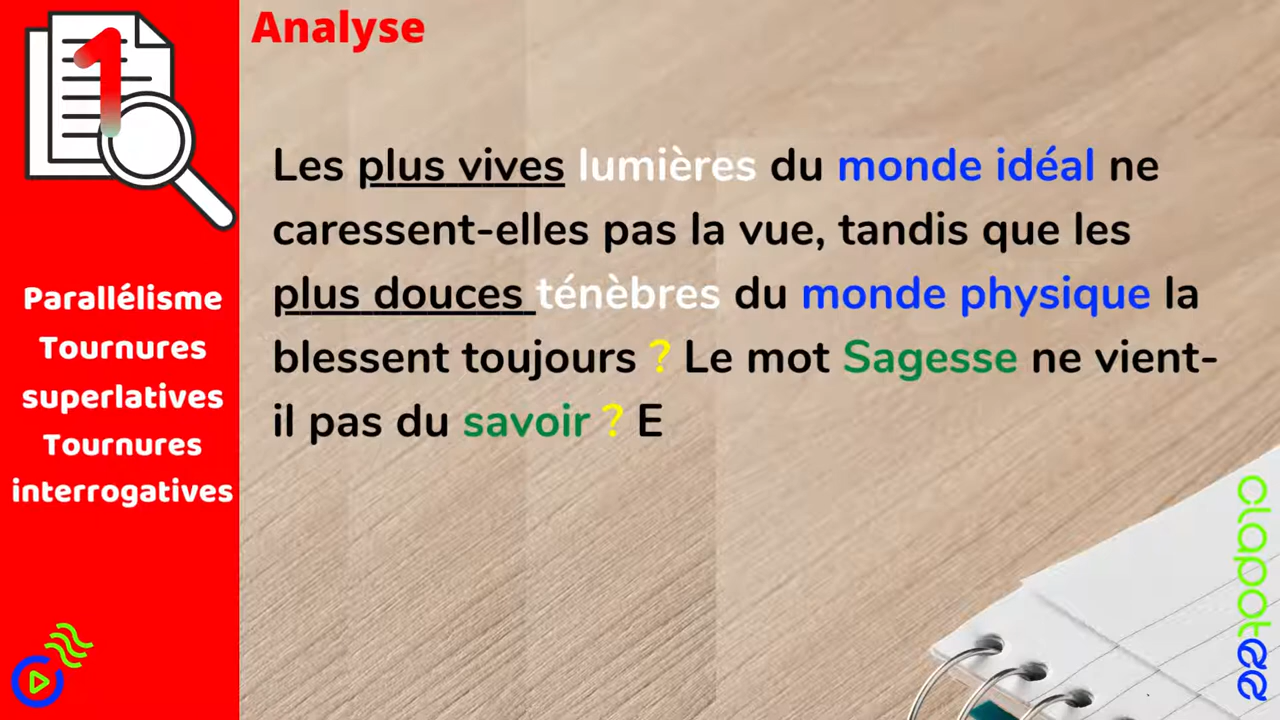 1
Analyse
Les plus vives lumières du monde idéal ne
caressent-elles pas la vue, tandis que les
plus douces ténèbres du monde physique la
blessent toujours ? Le mot Sagesse ne vient-
il pas du savoir ? E
Parallélisme
Tournures
superlatives
Tournures
interrogatives
clapotee